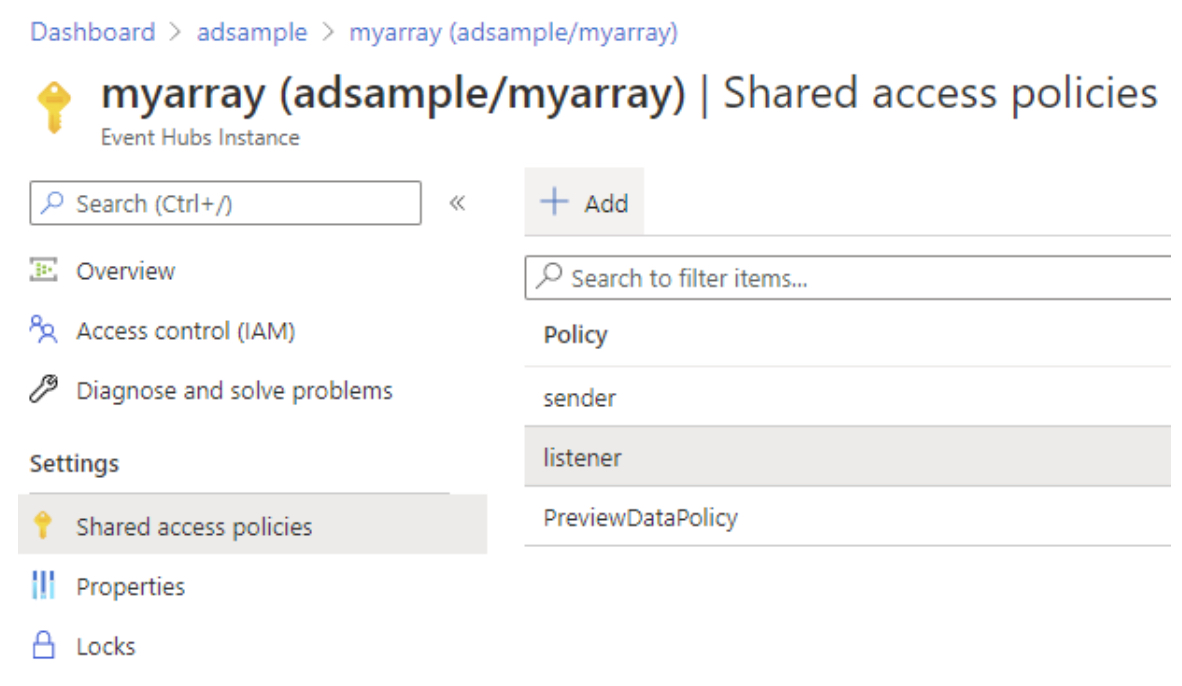 Dashboard > adsample > myarray (adsample/myarray)
myarray (adsample/myarray) | Shared access policies
Event Hubs Instance
Search (Ctrl+/)
«
Overview
Access control (IAM)
Diagnose and solve problems
Settings
Shared access policies
Properties
Locks
+ Add
Search to filter items...
Policy
sender
listener
PreviewDataPolicy